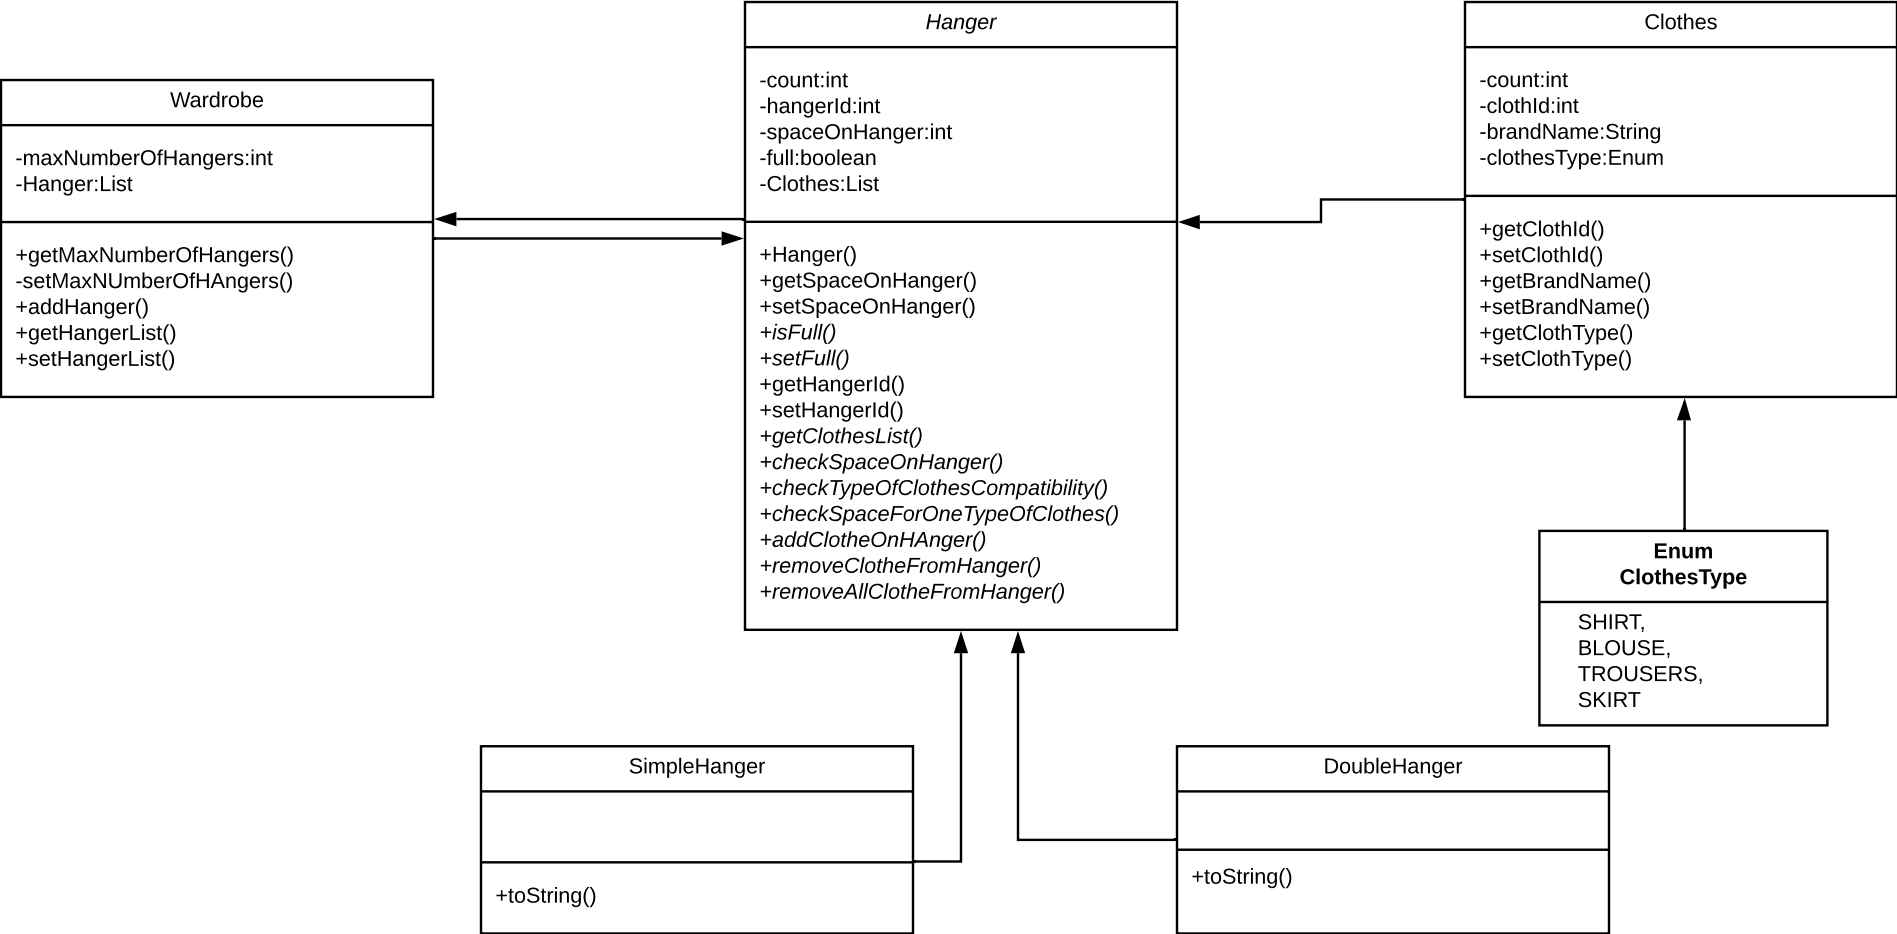 Wardrobe
-maxNumberOfHangers:int
-Hanger:List
+getMaxNumberOfHangers()
-setMaxNUmberOfHAngers()
+addHanger()
+getHangerList()
+setHangerList()
Hanger
-count:int
-hangerId:int
-spaceOnHanger:int
-full:boolean
-Clothes:List
+Hanger()
+getSpaceOnHanger()
+setSpaceOnHanger()
+isFull()
+setFull()
+getHangerId()
+setHangerId()
+getClothesList()
+checkSpaceOnHanger()
+checkTypeOfClothesCompatibility()
+checkSpaceForOneTypeOfClothes()
+addClotheOnHAnger()
+removeClotheFromHanger()
+removeAllClotheFromHanger()
Clothes
-count:int
-clothId:int
-brandName:String
-clothesType:Enum
+getClothId()
+setClothId()
+getBrandName()
+setBrandName()
+getClothType()
+setClothType()
Enum
ClothesType
SHIRT,
BLOUSE,
TROUSERS,
SKIRT
SimpleHanger
+toString()
DoubleHanger
+toString()